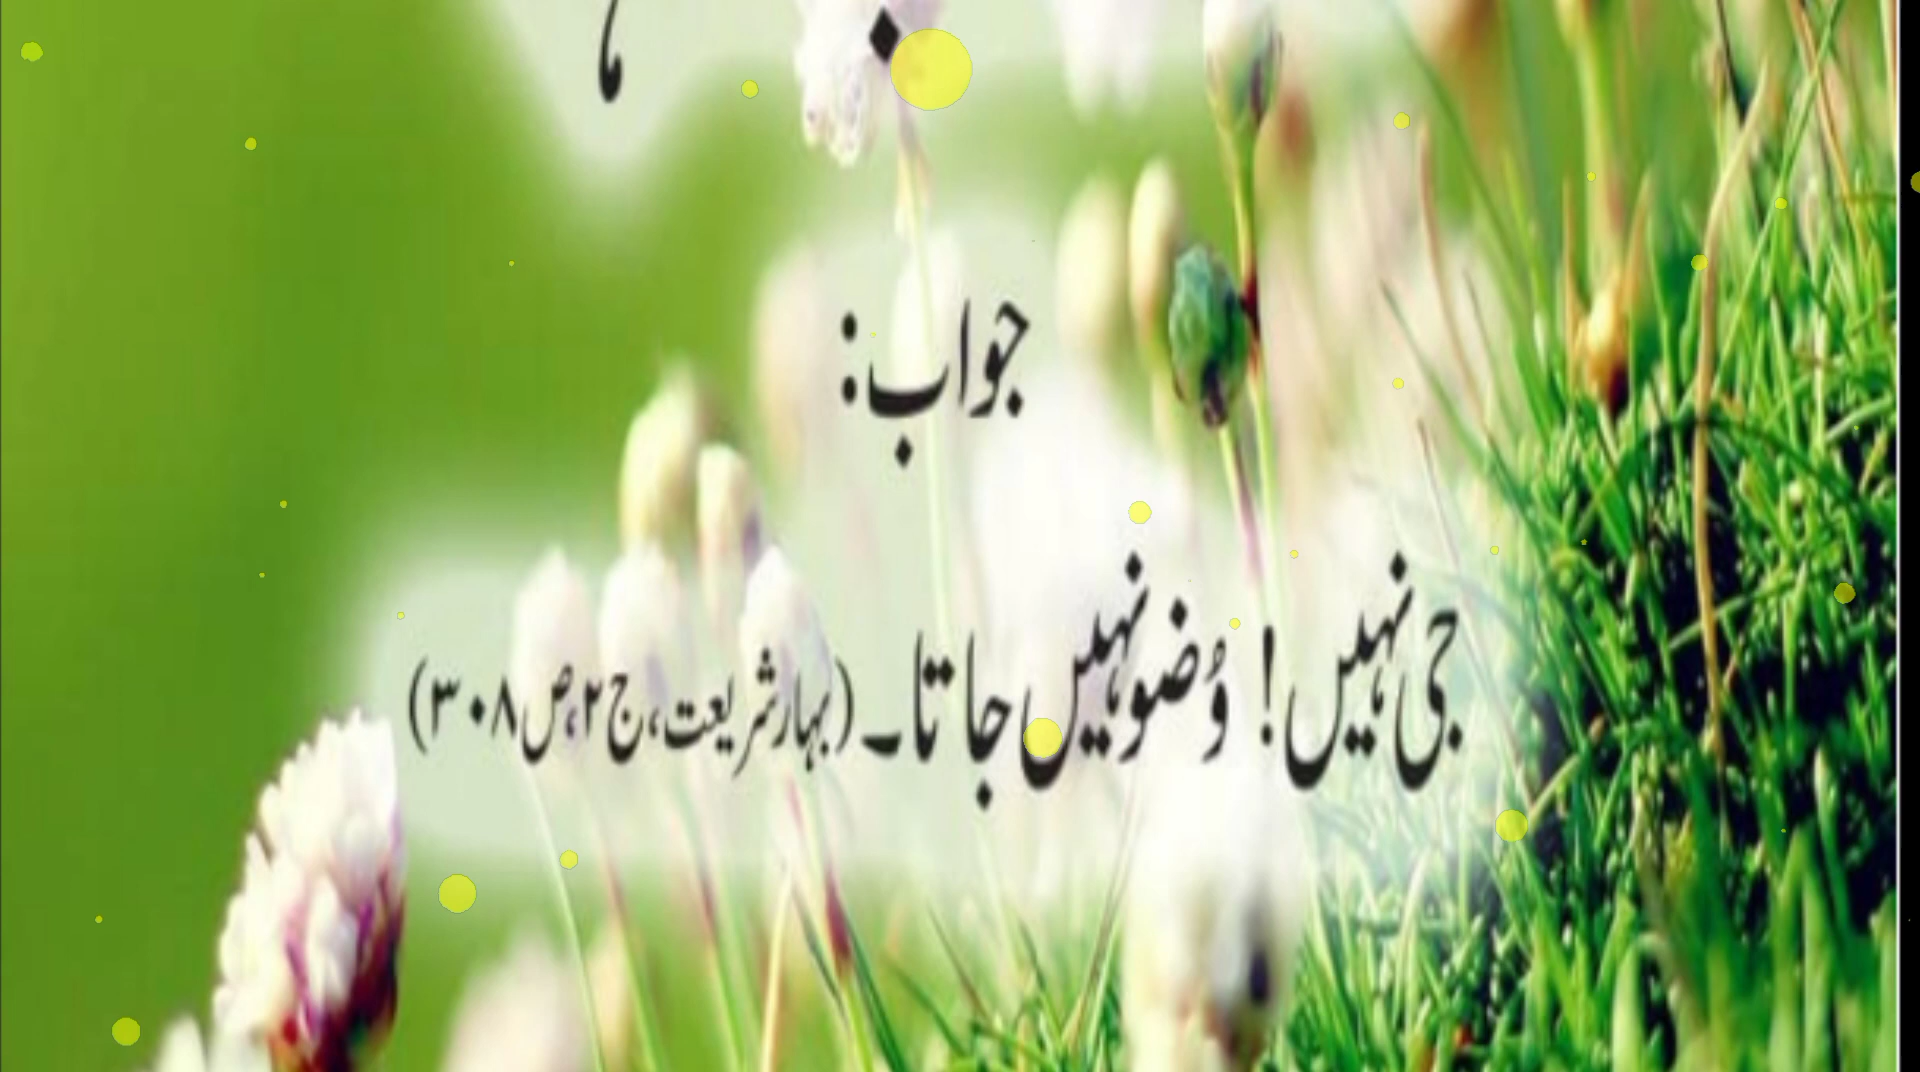 جواب:
جی نہیں! وُضو نہیں جاتا۔ (بہارِ شریعت، ج۲، ص۳۰۸)